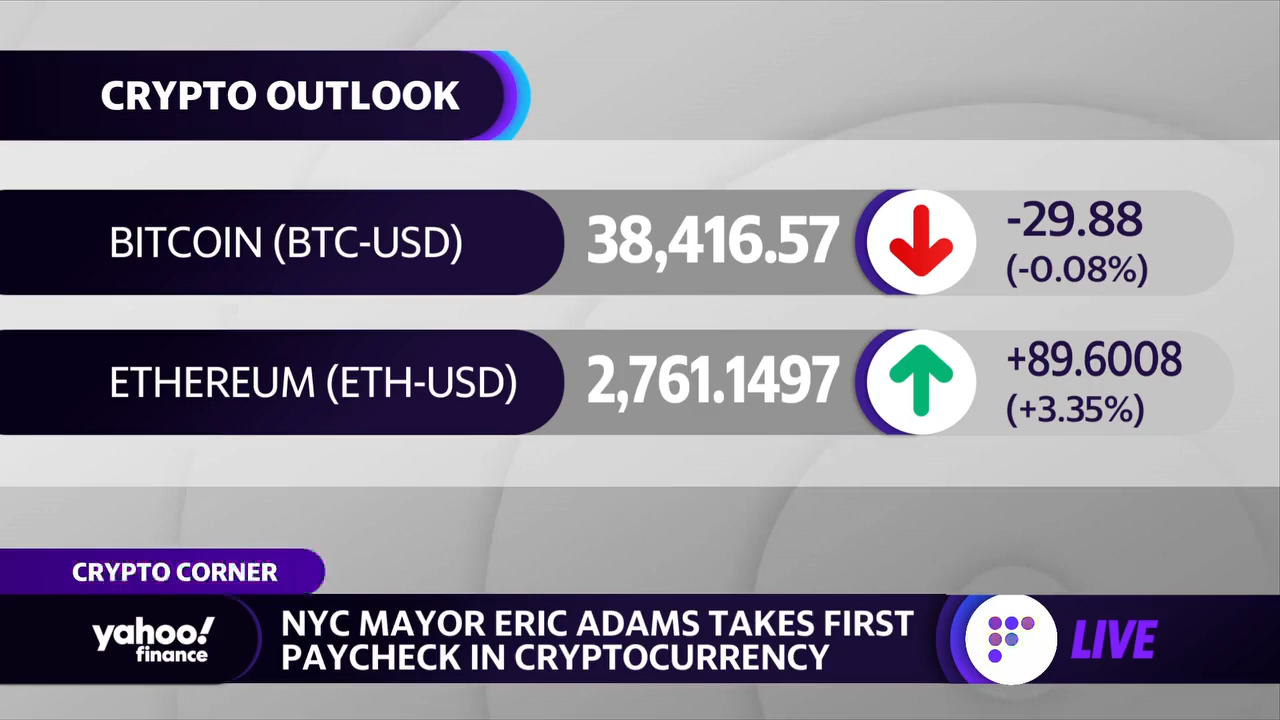 CRYPTO OUTLOOK
BITCOIN (BTC-USD) 38,416.57 -29.88
(-0.08%)
ETHEREUM (ETH-USD) 2,761.1497 +89.6008
(+3.35%)
CRYPTO CORNER
yahoo!
finance
NYC MAYOR ERIC ADAMS TAKES FIRST
PAYCHECK IN CRYPTOCURRENCY
LIVE